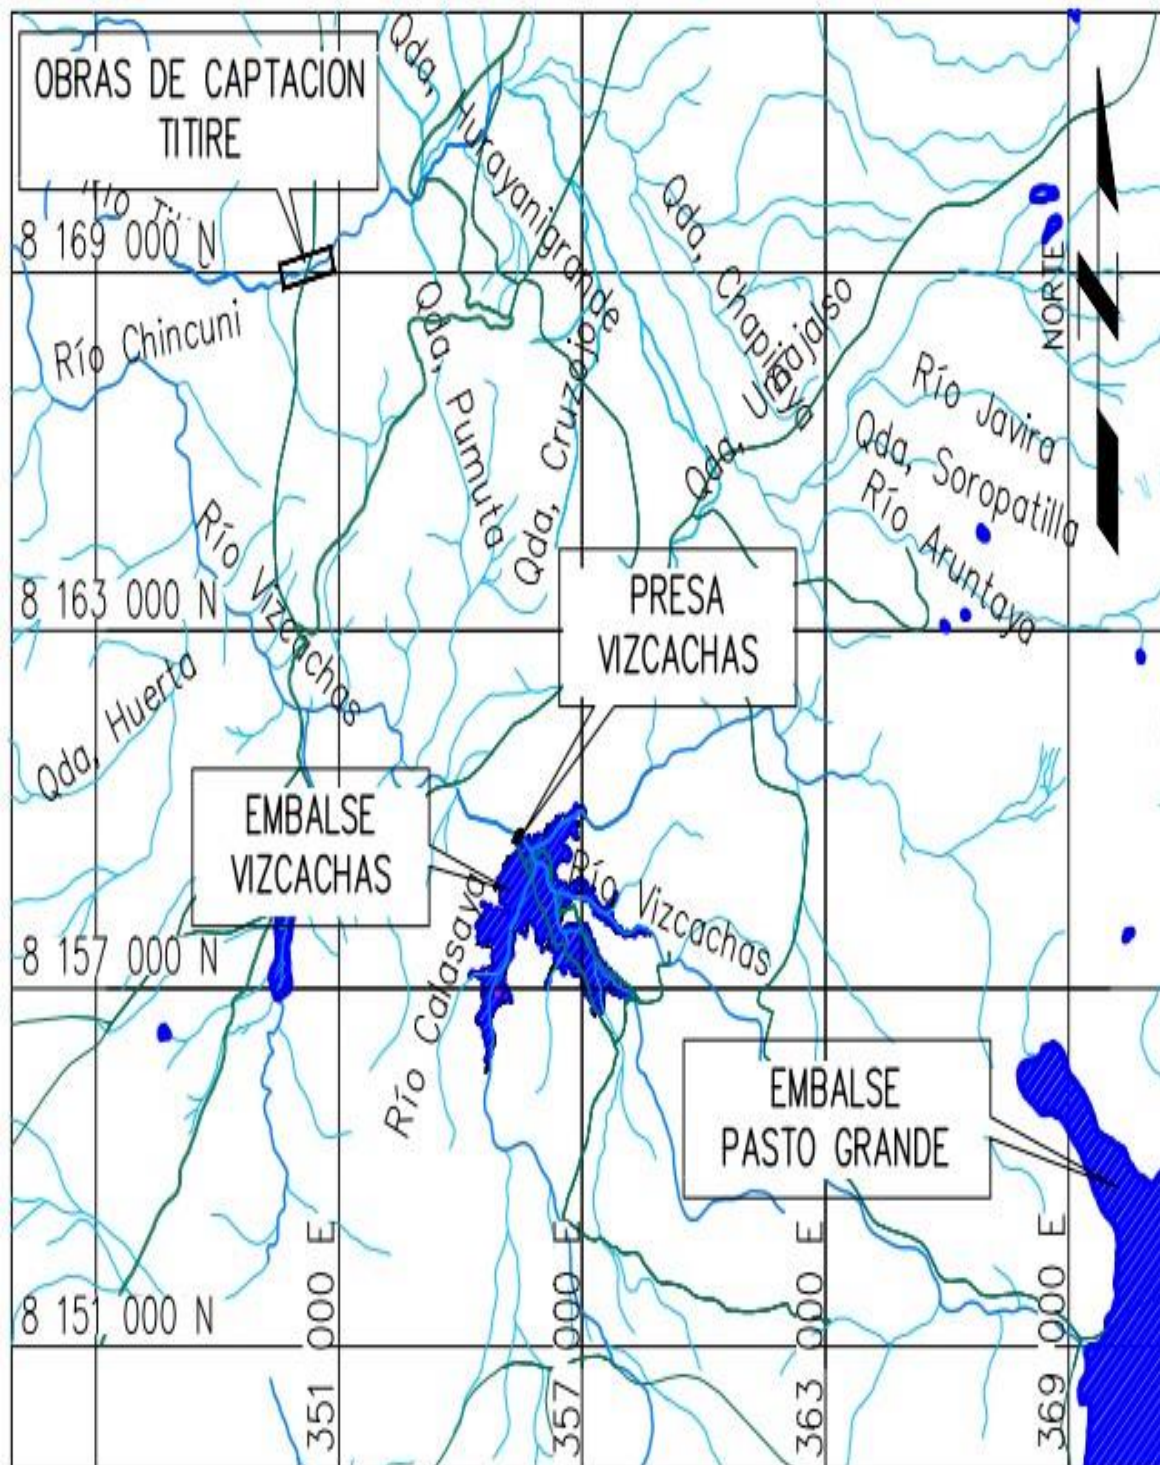 Qda,
Hurayanigrande
OBRAS DE CAPTACION
TITIRE
Río
8 169 000 N
Río Chincuni
Qda, Chapijayo
NORTE
Qda, Pumuta
Qda, Cruzojo
Qda,
Río Javira
Qda, Soropatilla
Río Aruntaya
Río Vizcachas
8 163 000 N
PRESA
VIZCACHAS
Qda, Huerta
EMBALSE
VIZCACHAS
Río Vizcachas
Río Calasaya
8 157 000 N
EMBALSE
PASTO GRANDE
8 151 000 N
351 000 E
357 000 E
363 000 E
369 000 E